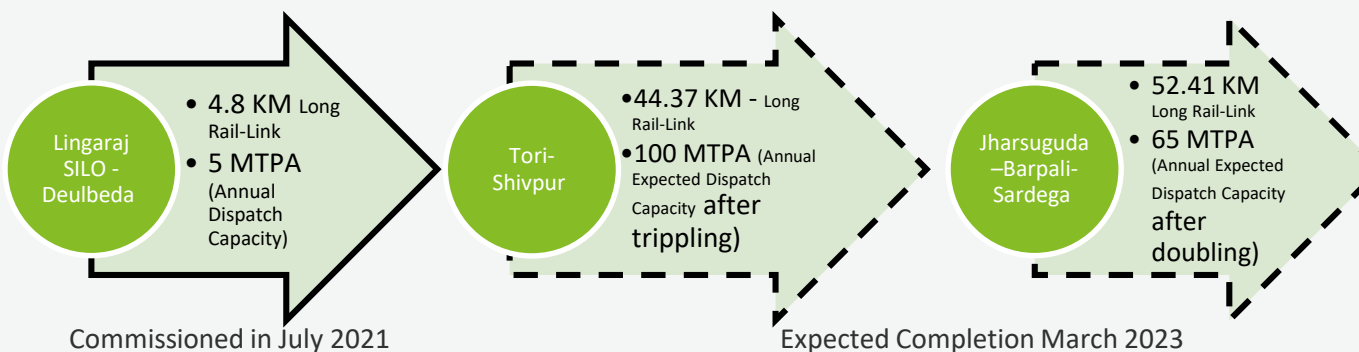 Lingaraj
SILO -
Deulbeda
• 4.8 KM Long
Rail-Link
• 5 MTPA
(Annual
Dispatch
Capacity)
Tori-
Shivpur
•44.37 KM - Long
Rail-Link
•100 MTPA (Annual
Expected Dispatch
Capacity after
trippling)
Jharsuguda
–Barpali-
Sardega
• 52.41 KM
Long Rail-Link
• 65 MTPA
(Annual Expected
Dispatch Capacity
after
doubling)
Commissioned in July 2021
Expected Completion March 2023